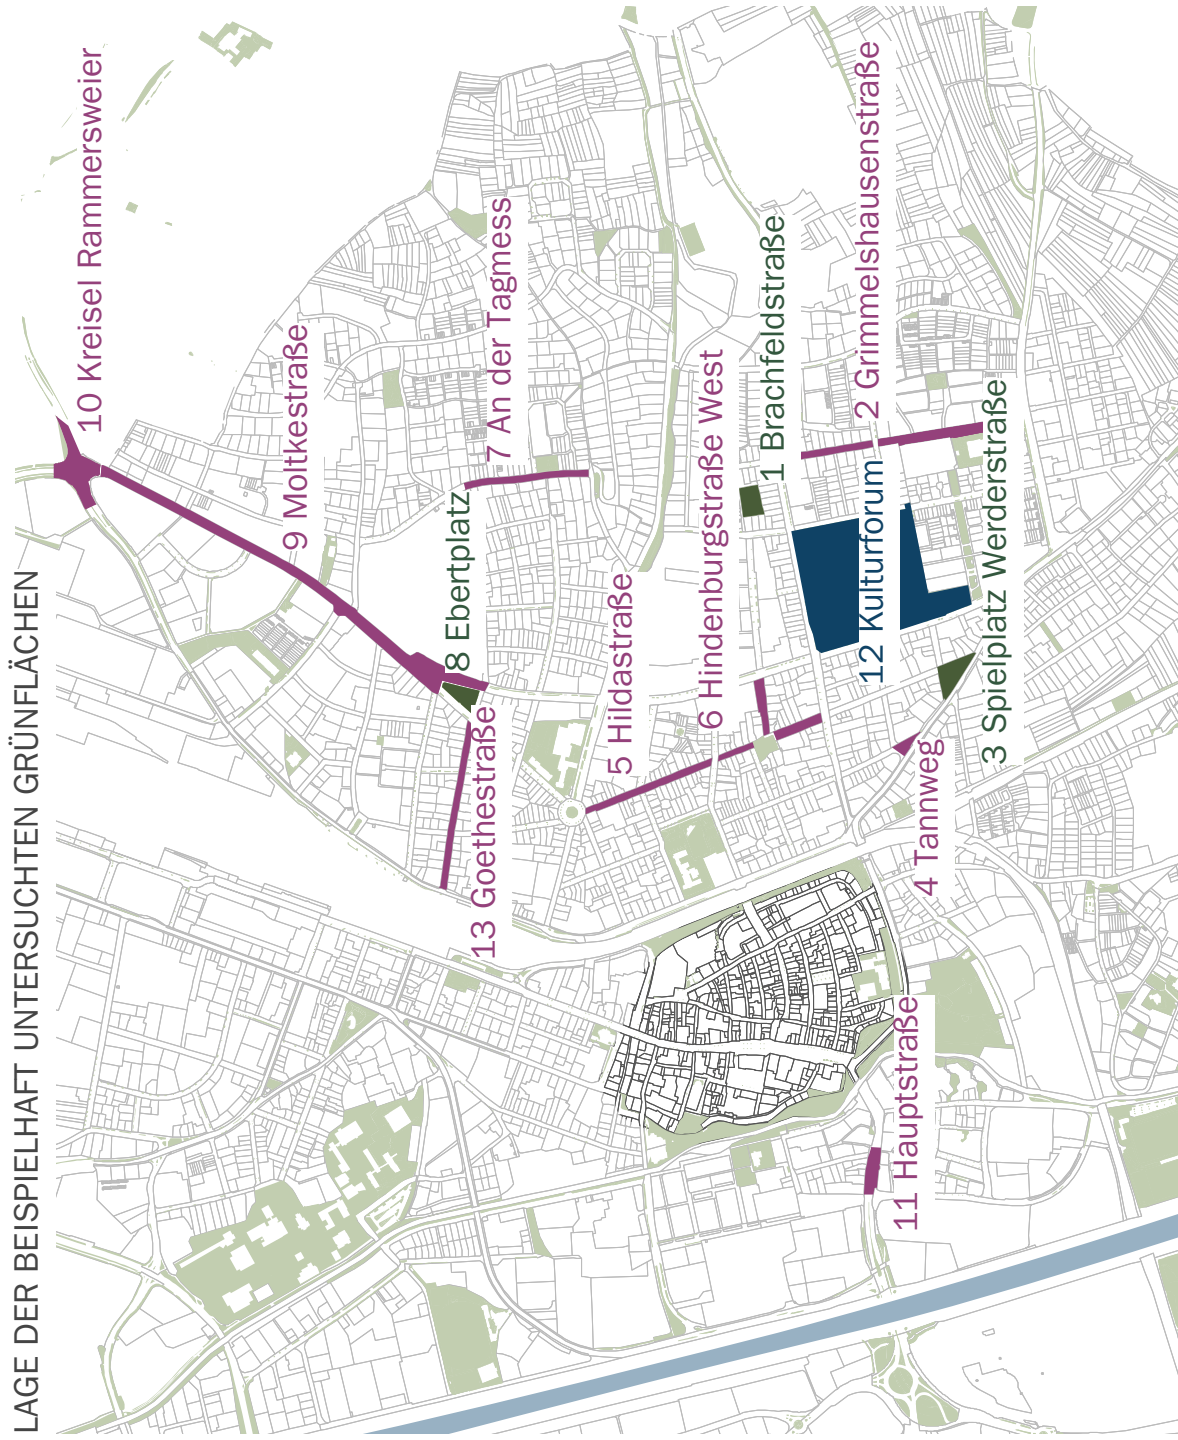 LAGE DER BEISPIELHAFT UNTERSUCHTEN GRÜNFLÄCHEN
10 Kreisel Rammersweier
9 Moltkestraße
8 Ebertplatz
13 Goethestraße
7 An der Tagmess
5 Hildastraße
6 Hindenburgstraße West
1 Brachfeldstraße
2 Grimmelshausenstraße
12 Kulturforum
11 Hauptstraße
4 Tannweg
3 Spielplatz Werderstraße